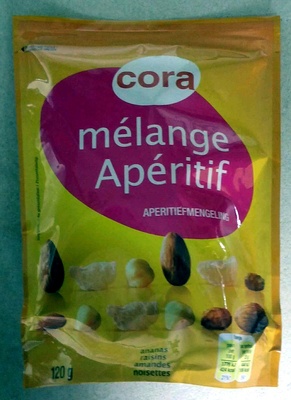 cora
mélange
Apéritif
APERITIEFMENGELING
ananas
raisins
amandes
noisettes
120 g